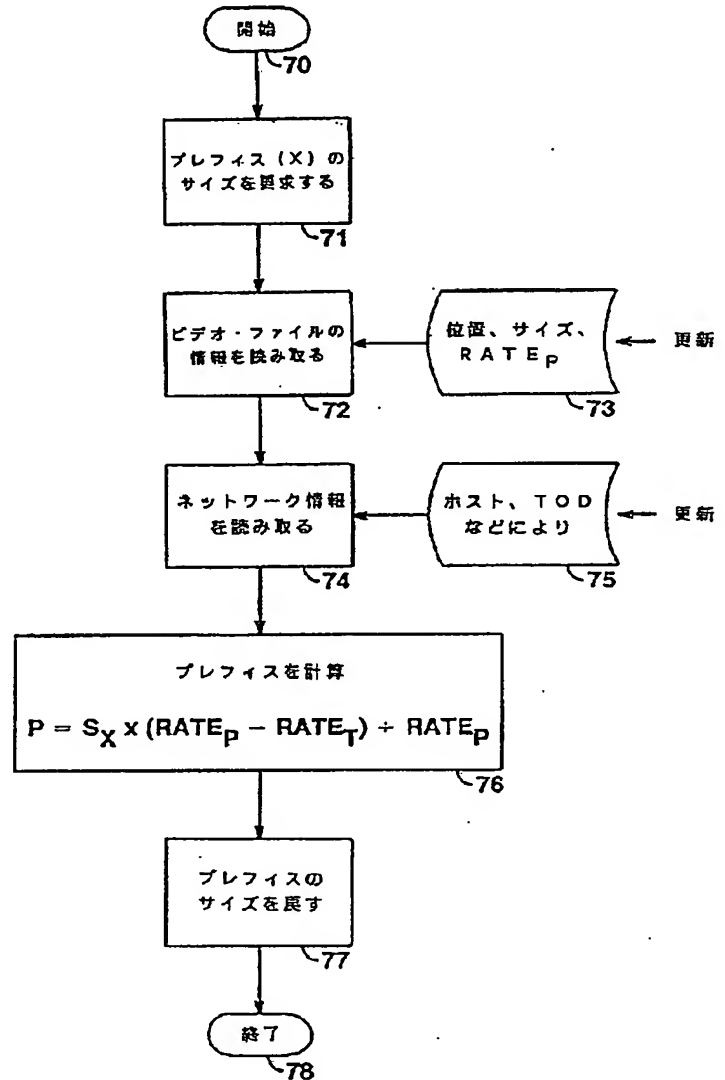 開始
70
プレフィス (X) の
サイズを要求する
71
ビデオ・ファイルの
情報を読み取る
72
位置、サイズ、
RATEP
73
更新
ネットワーク情報
を読み取る
74
ホスト、TOD
などにより
75
更新
プレフィスを計算
P = SX x (RATEP − RATET) ÷ RATEP
76
プレフィスの
サイズを戻す
77
終了
78